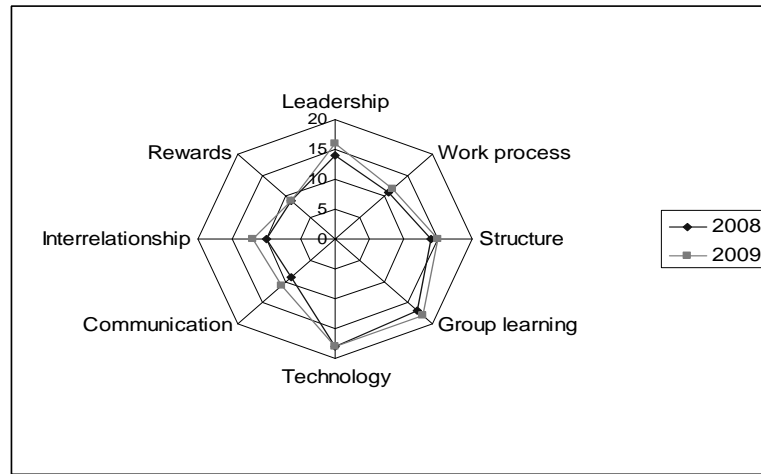 Leadership
20
Rewards
15
Work process
10
5
Interrelationship
0
Structure
2008
2009
Communication
Group learning
Technology